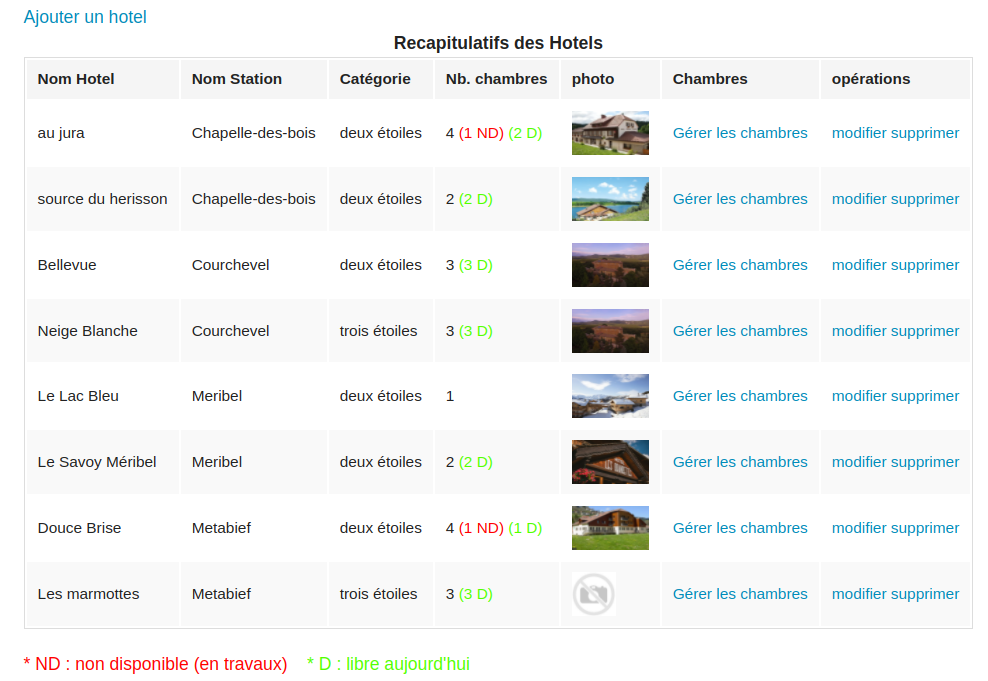 Ajouter un hotel
Recapitulatifs des Hotels
Nom Hotel Nom Station Catégorie Nb. chambres photo Chambres opérations
au jura Chapelle-des-bois deux étoiles 4 (1 ND) (2 D) Gérer les chambres modifier supprimer
source du herisson Chapelle-des-bois deux étoiles 2 (2 D) Gérer les chambres modifier supprimer
Bellevue Courchevel deux étoiles 3 (3 D) Gérer les chambres modifier supprimer
Neige Blanche Courchevel trois étoiles 3 (3 D) Gérer les chambres modifier supprimer
Le Lac Bleu Meribel deux étoiles 1 Gérer les chambres modifier supprimer
Le Savoy Méribel Meribel deux étoiles 2 (2 D) Gérer les chambres modifier supprimer
Douce Brise Metabief deux étoiles 4 (1 ND) (1 D) Gérer les chambres modifier supprimer
Les marmottes Metabief trois étoiles 3 (3 D) Gérer les chambres modifier supprimer
* ND : non disponible (en travaux) * D : libre aujourd'hui